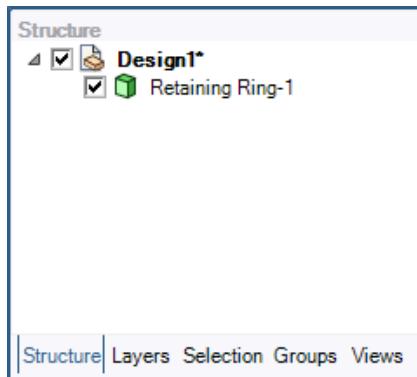 Structure
Design1*
Retaining Ring-1
Structure Layers Selection Groups Views